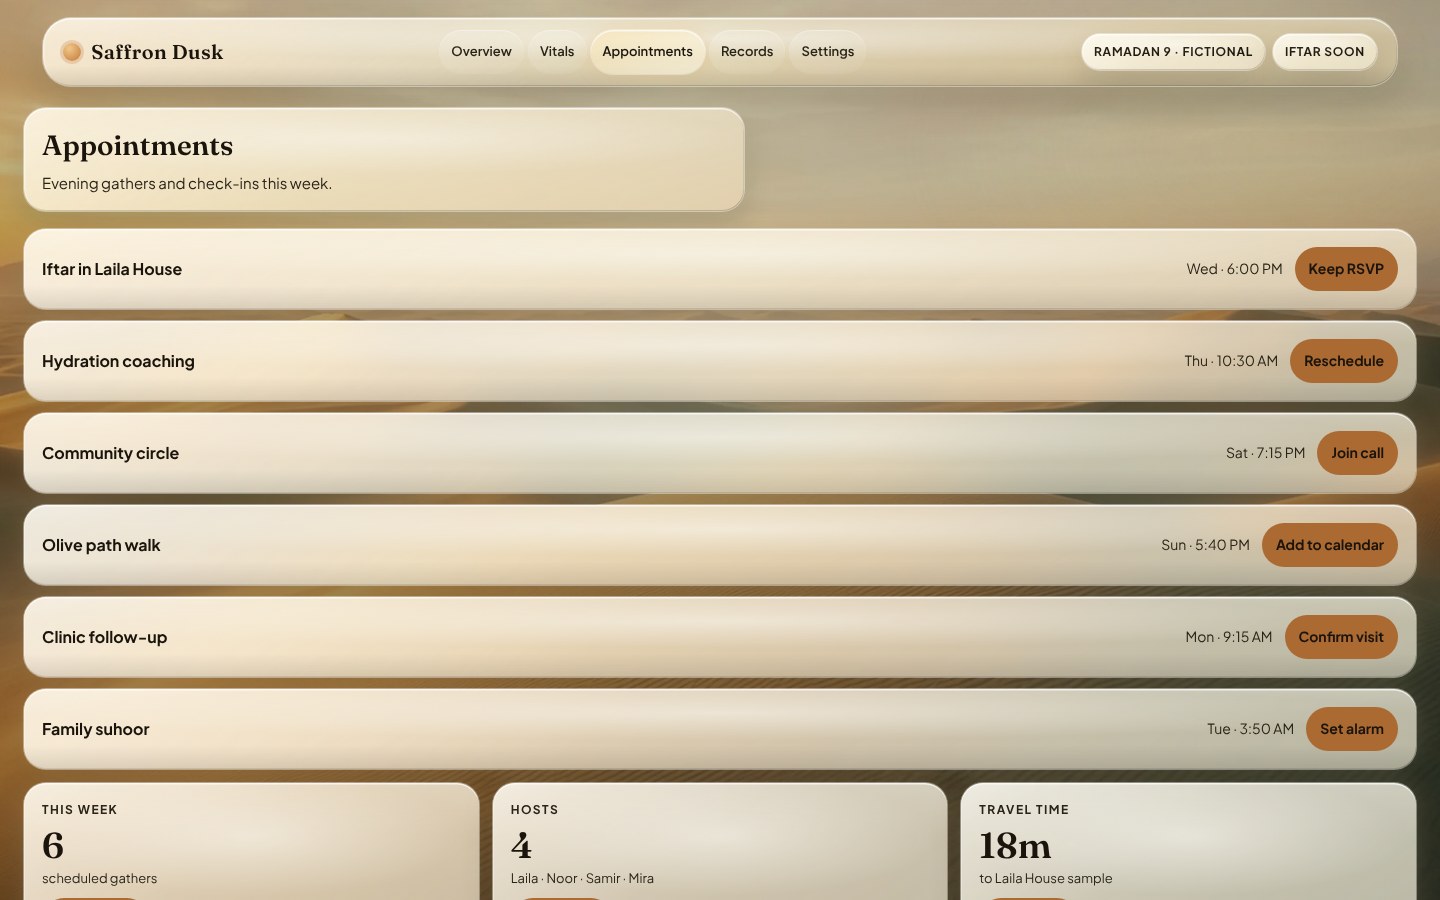 Saffron Dusk
Overview
Vitals
Appointments
Records
Settings
RAMADAN 9 · FICTIONAL
IFTAR SOON
Appointments
Evening gathers and check-ins this week.
Iftar in Laila House
Wed · 6:00 PM
Keep RSVP
Hydration coaching
Thu · 10:30 AM
Reschedule
Community circle
Sat · 7:15 PM
Join call
Olive path walk
Sun · 5:40 PM
Add to calendar
Clinic follow-up
Mon · 9:15 AM
Confirm visit
Family suhoor
Tue · 3:50 AM
Set alarm
THIS WEEK
6
scheduled gathers
HOSTS
4
Laila · Noor · Samir · Mira
TRAVEL TIME
18m
to Laila House sample